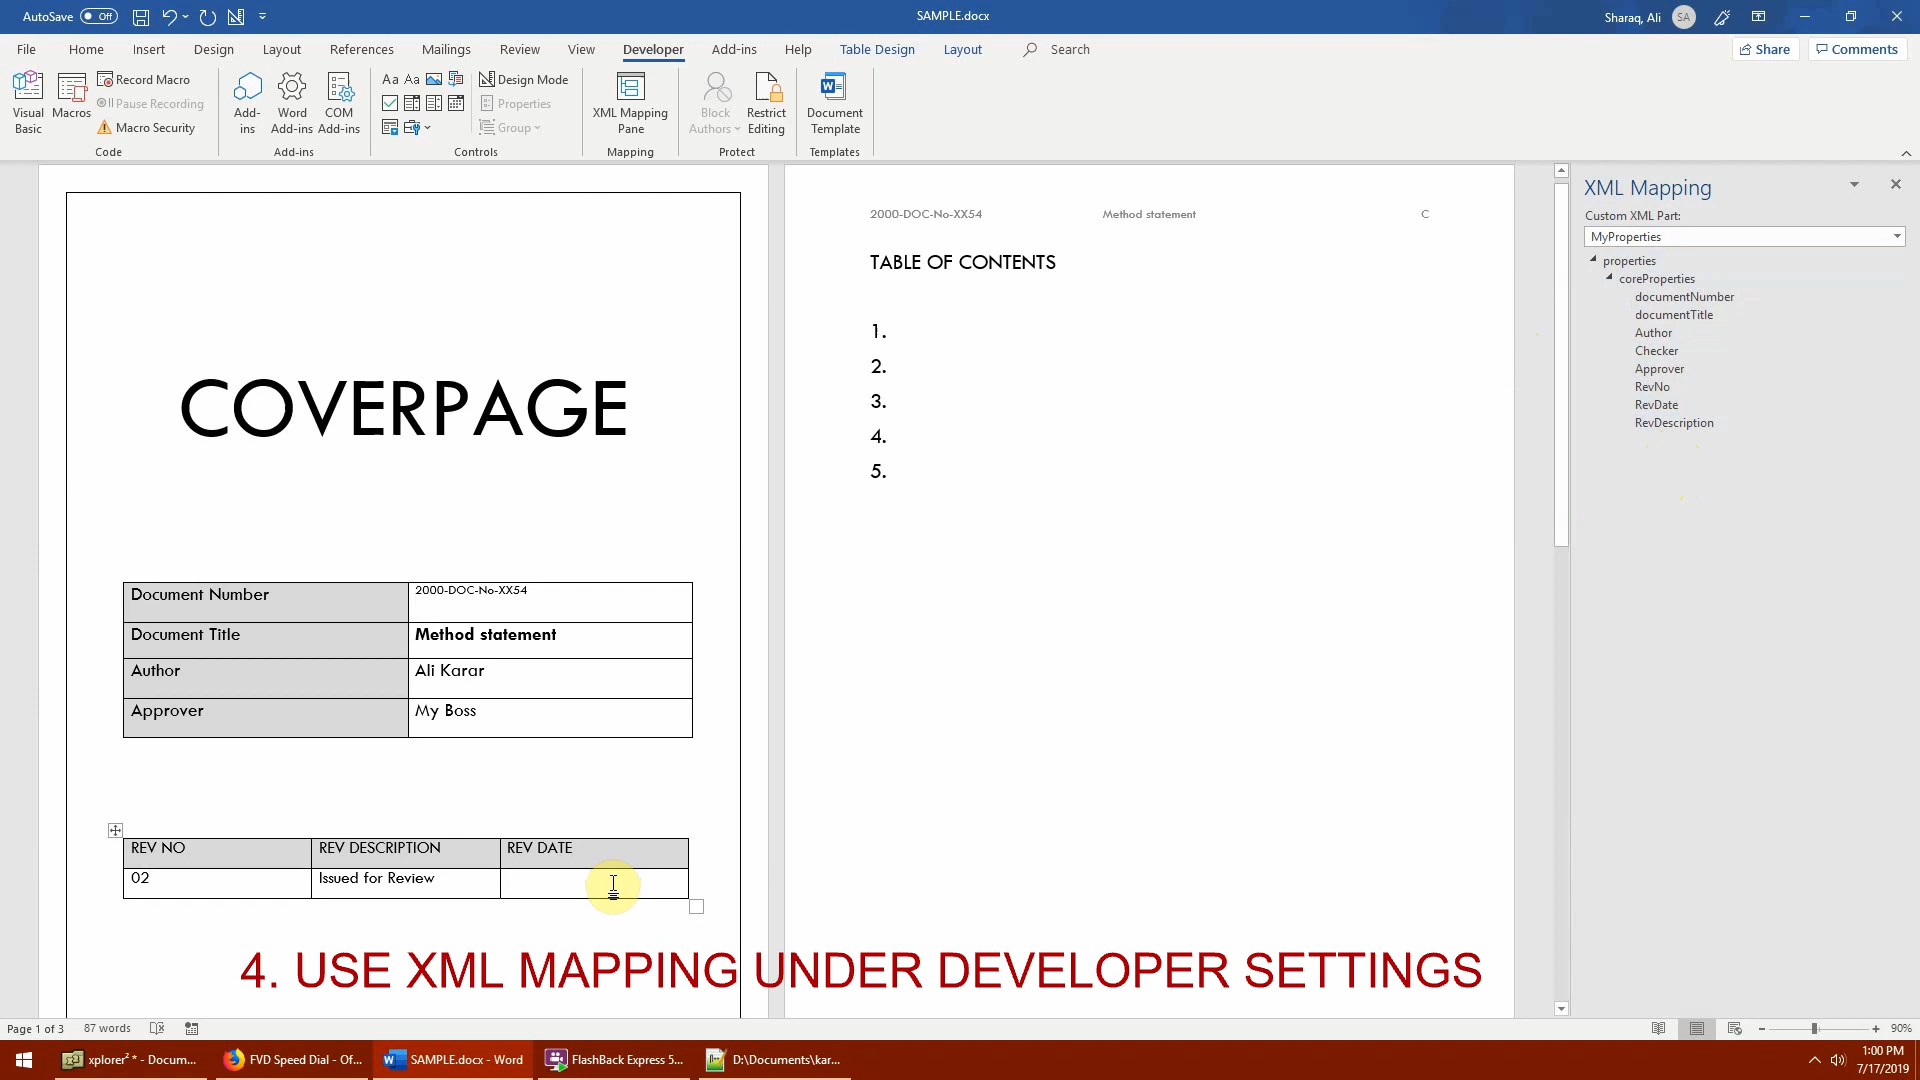 AutoSave Off SAMPLE.docx Sharaq, Ali SA
File Home Insert Design Layout References Mailings Review View Developer Add-ins Help Table Design Layout Search Share Comments
Visual Basic
Macros
Record Macro
Pause Recording
Macro Security
Code
Add-ins
Word Add-ins
COM Add-ins
Add-ins
Aa Aa
Design Mode
Properties
Group
Controls
XML Mapping Pane
Mapping
Block Authors
Restrict Editing
Protect
Document Template
Templates
COVERPAGE
Document Number 2000-DOC-No-XX54
Document Title Method statement
Author Ali Karar
Approver My Boss
REV NO REV DESCRIPTION REV DATE
02 Issued for Review
2000-DOC-No-XX54 Method statement C
TABLE OF CONTENTS
1.
2.
3.
4.
5.
XML Mapping
Custom XML Part:
MyProperties
properties
coreProperties
documentNumber
documentTitle
Author
Checker
Approver
RevNo
RevDate
RevDescription
4. USE XML MAPPING UNDER DEVELOPER SETTINGS
Page 1 of 3 87 words 90%
xplorer² * - Docum... FVD Speed Dial - Of... SAMPLE.docx - Word FlashBack Express 5... D:\Documents\kar... 1:00 PM
7/17/2019